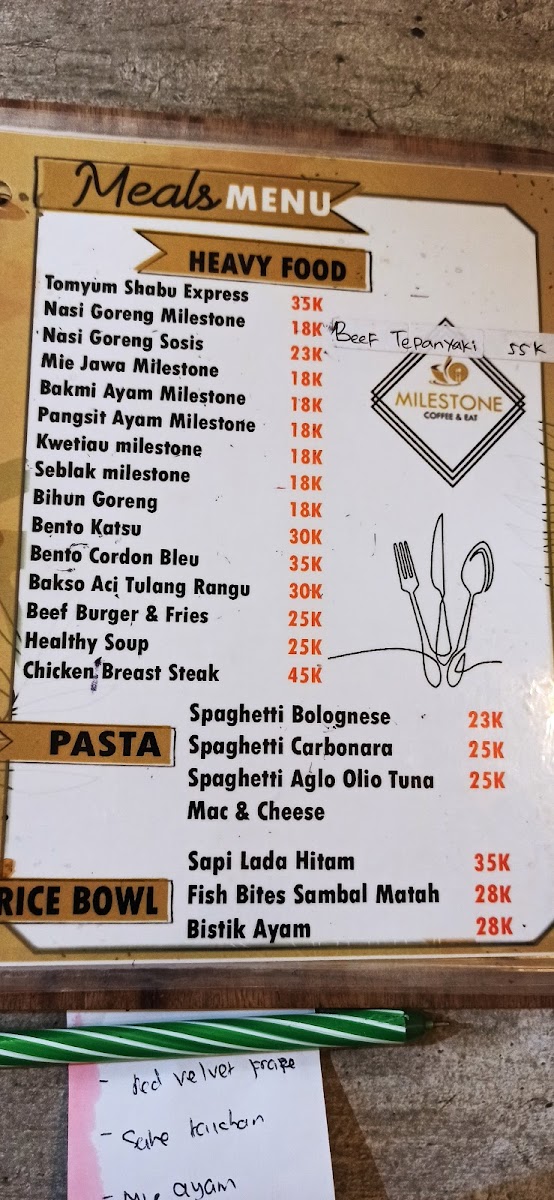 Meals MENU
HEAVY FOOD
Tomyum Shabu Express 35K
Nasi Goreng Milestone 18K
Nasi Goreng Sosis 23K
Mie Jawa Milestone 18K
Bakmi Ayam Milestone 18K
Pangsit Ayam Milestone 18K
Kwetiau milestone 18K
Seblak milestone 18K
Bihun Goreng 18K
Bento Katsu 30K
Bento Cordon Bleu 35K
Bakso Aci Tulang Rangu 30K
Beef Burger & Fries 25K
Healthy Soup 25K
Chicken Breast Steak 45K
Beef Tepanyaki 55K
MILESTONE
COFFEE & EAT
PASTA
Spaghetti Bolognese 23K
Spaghetti Carbonara 25K
Spaghetti Aglo Olio Tuna 25K
Mac & Cheese
RICE BOWL
Sapi Lada Hitam 35K
Fish Bites Sambal Matah 28K
Bistik Ayam 28K
- Red velvet
-
- Mie ayam